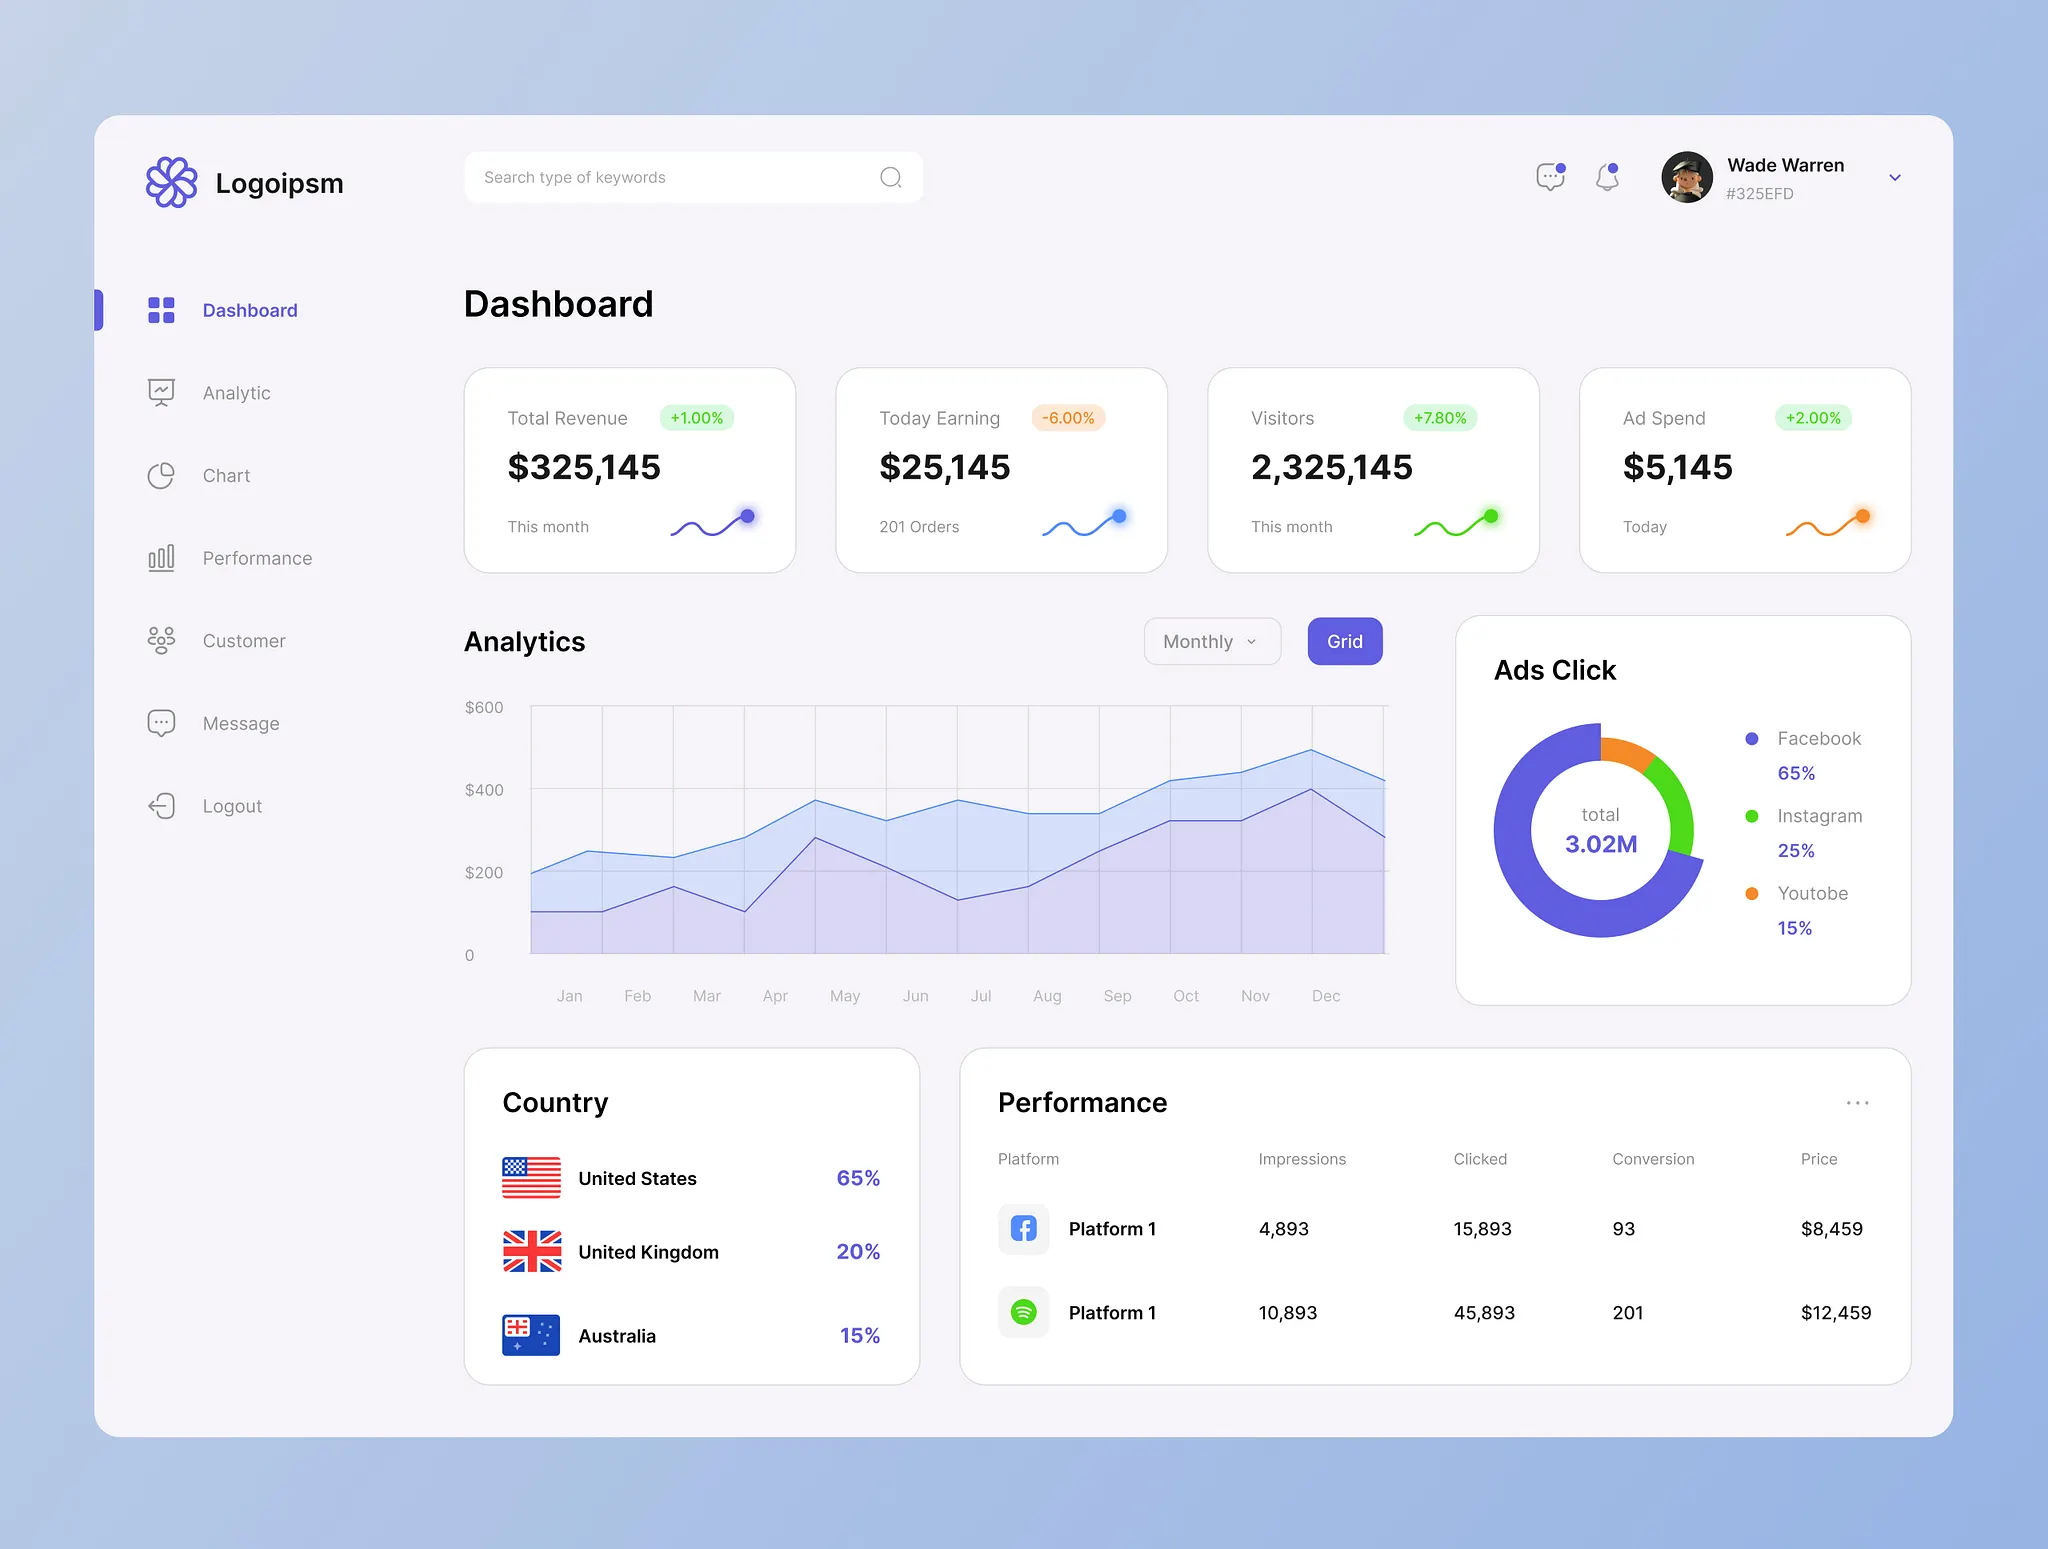 Logoipsm
Search type of keywords
Wade Warren
#325EFD
Dashboard
Analytic
Chart
Performance
Customer
Message
Logout
Dashboard
Total Revenue +1.00%
$325,145
This month
Today Earning -6.00%
$25,145
201 Orders
Visitors +7.80%
2,325,145
This month
Ad Spend +2.00%
$5,145
Today
Analytics
Monthly
Grid
$600
$400
$200
0
Jan Feb Mar Apr May Jun Jul Aug Sep Oct Nov Dec
Ads Click
total
3.02M
Facebook
65%
Instagram
25%
Youtobe
15%
Country
United States 65%
United Kingdom 20%
Australia 15%
Performance
Platform Impressions Clicked Conversion Price
Platform 1 4,893 15,893 93 $8,459
Platform 1 10,893 45,893 201 $12,459